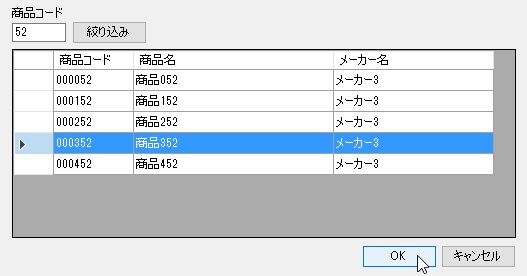 商品コード
52 絞り込み
商品コード 商品名 メーカー名
000052 商品052 メーカー3
000152 商品152 メーカー3
000252 商品252 メーカー3
000352 商品352 メーカー3
000452 商品452 メーカー3
OK キャンセル